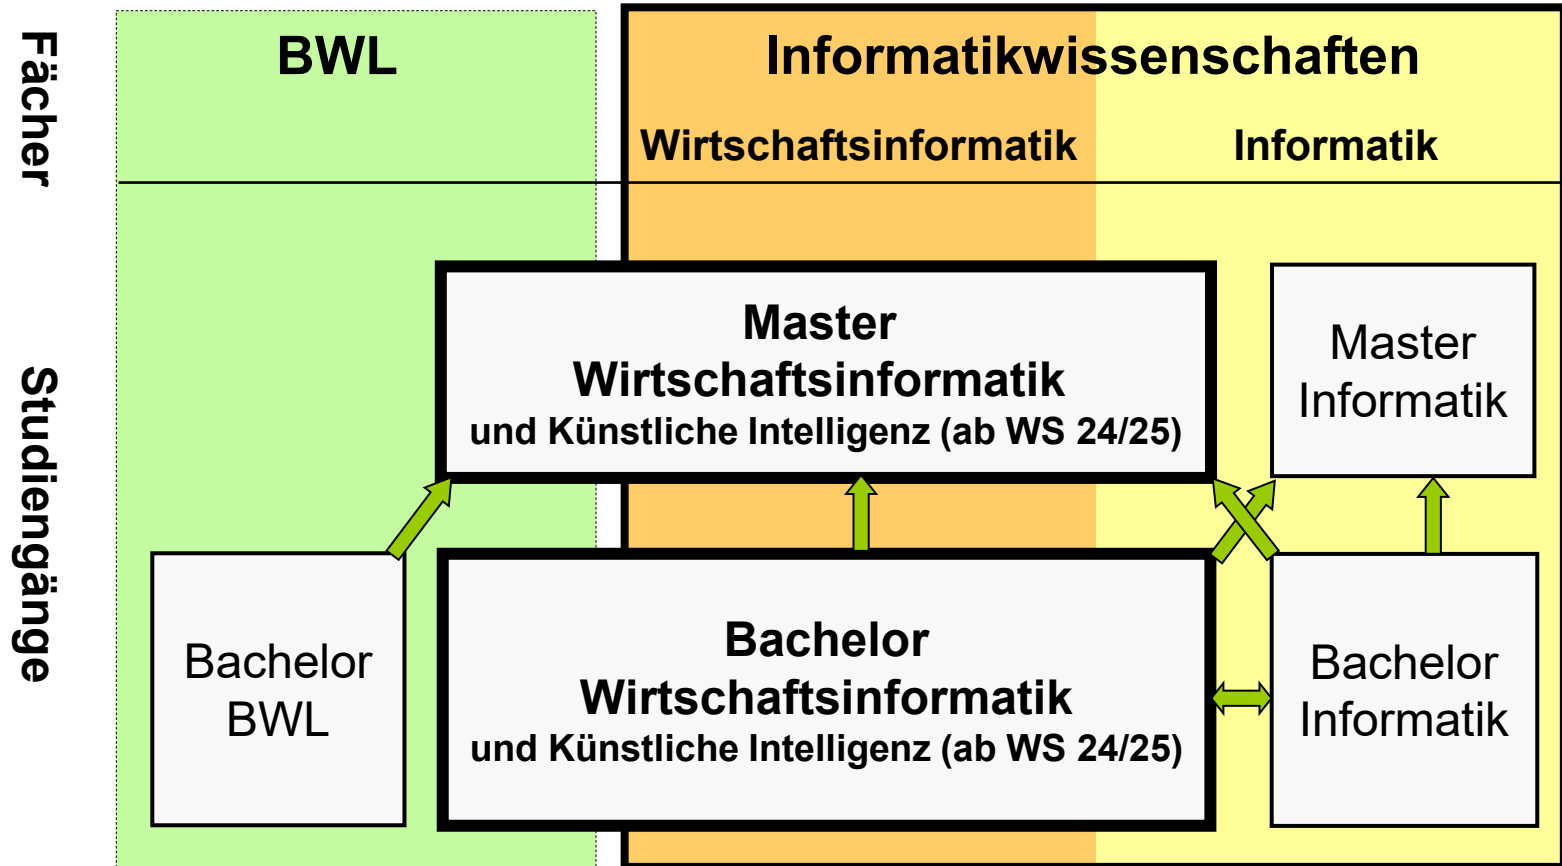 Fächer
BWL
Informatikwissenschaften
Wirtschaftsinformatik
Informatik
Studiengänge
Master
Wirtschaftsinformatik
und Künstliche Intelligenz (ab WS 24/25)
Master
Informatik
Bachelor
BWL
Bachelor
Wirtschaftsinformatik
und Künstliche Intelligenz (ab WS 24/25)
Bachelor
Informatik